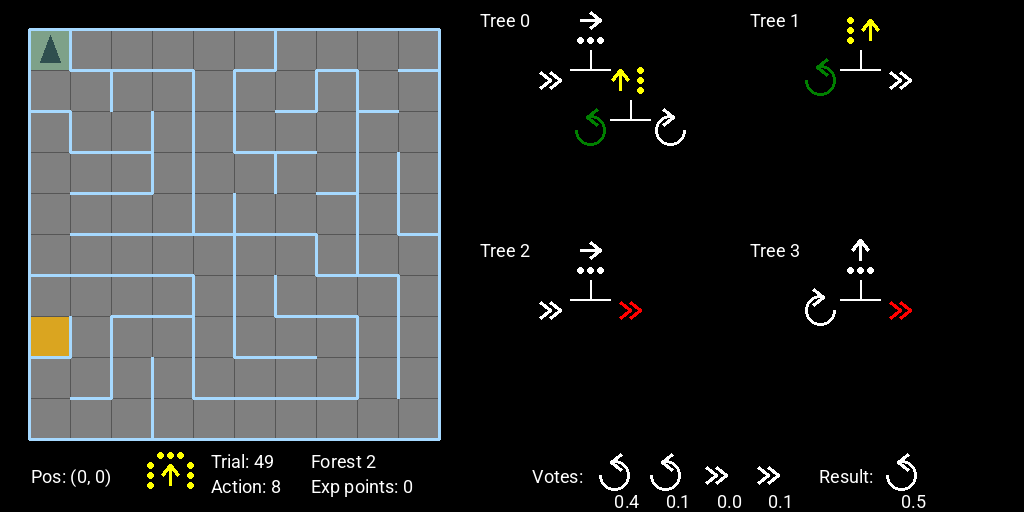 Tree 0
Tree 1
Tree 2
Tree 3
Pos: (0, 0)
Trial: 49
Forest 2
Action: 8
Exp points: 0
Votes:
0.4
0.1
0.0
0.1
Result:
0.5